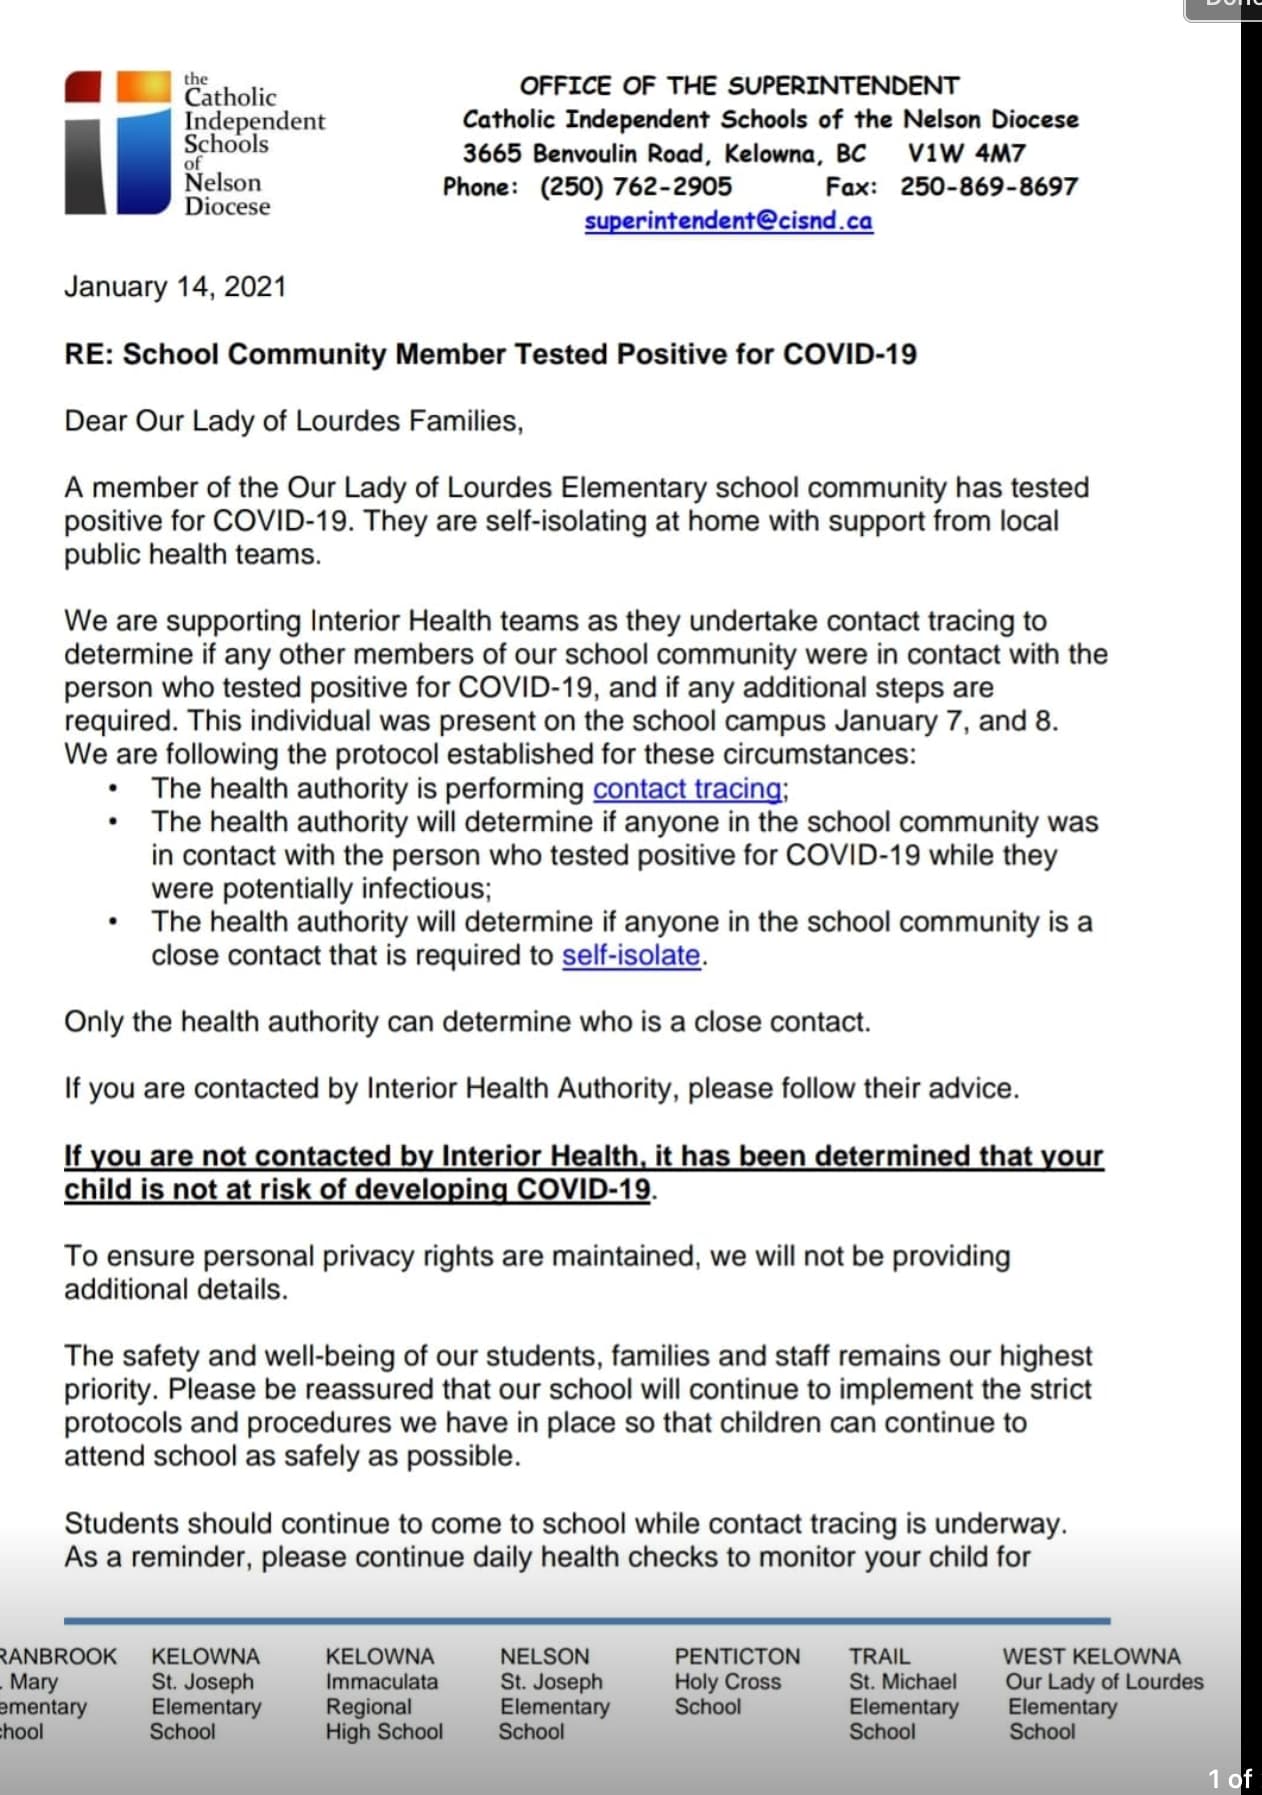 the
Catholic
Independent
Schools
of
Nelson
Diocese
OFFICE OF THE SUPERINTENDENT
Catholic Independent Schools of the Nelson Diocese
3665 Benvoulin Road, Kelowna, BC V1W 4M7
Phone: (250) 762-2905 Fax: 250-869-8697
superintendent@cisnd.ca
January 14, 2021
RE: School Community Member Tested Positive for COVID-19
Dear Our Lady of Lourdes Families,
A member of the Our Lady of Lourdes Elementary school community has tested
positive for COVID-19. They are self-isolating at home with support from local
public health teams.
We are supporting Interior Health teams as they undertake contact tracing to
determine if any other members of our school community were in contact with the
person who tested positive for COVID-19, and if any additional steps are
required. This individual was present on the school campus January 7, and 8.
We are following the protocol established for these circumstances:
• The health authority is performing contact tracing;
• The health authority will determine if anyone in the school community was
in contact with the person who tested positive for COVID-19 while they
were potentially infectious;
• The health authority will determine if anyone in the school community is a
close contact that is required to self-isolate.
Only the health authority can determine who is a close contact.
If you are contacted by Interior Health Authority, please follow their advice.
If you are not contacted by Interior Health, it has been determined that your
child is not at risk of developing COVID-19.
To ensure personal privacy rights are maintained, we will not be providing
additional details.
The safety and well-being of our students, families and staff remains our highest
priority. Please be reassured that our school will continue to implement the strict
protocols and procedures we have in place so that children can continue to
attend school as safely as possible.
Students should continue to come to school while contact tracing is underway.
As a reminder, please continue daily health checks to monitor your child for
RANBROOK
. Mary
ementary
hool
KELOWNA
St. Joseph
Elementary
School
KELOWNA
Immaculata
Regional
High School
NELSON
St. Joseph
Elementary
School
PENTICTON
Holy Cross
School
TRAIL
St. Michael
Elementary
School
WEST KELOWNA
Our Lady of Lourdes
Elementary
School
1 of